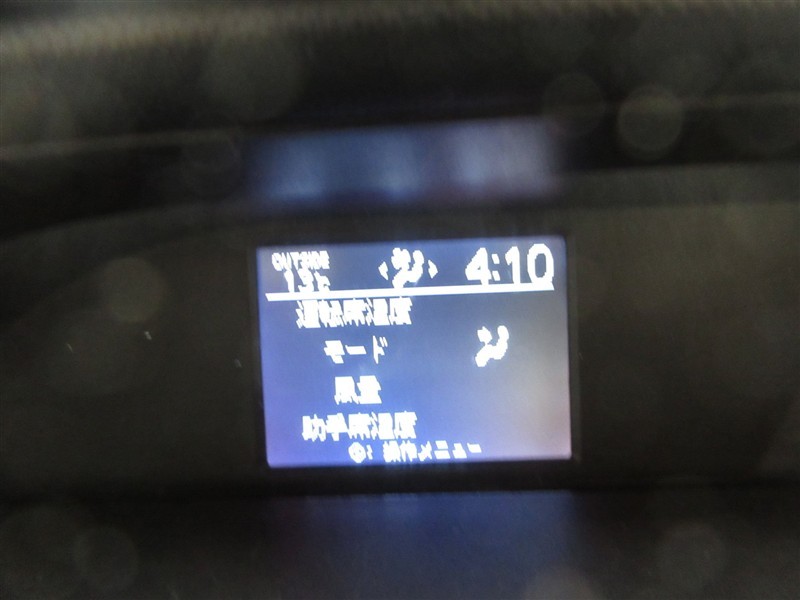 OUTSIDE
13℃ 4:10
運転席温度
モード
風量
助手席温度
: 操作メニュー